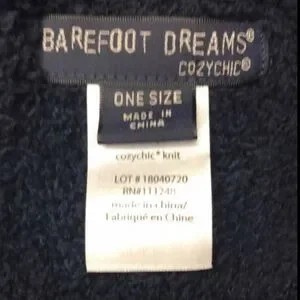 BAREFOOT DREAMS®
COZYCHIC®
ONE SIZE
MADE IN
CHINA
cozychic® knit
LOT # 18040720
RN#111248
made in china/
Fabriqué en Chine